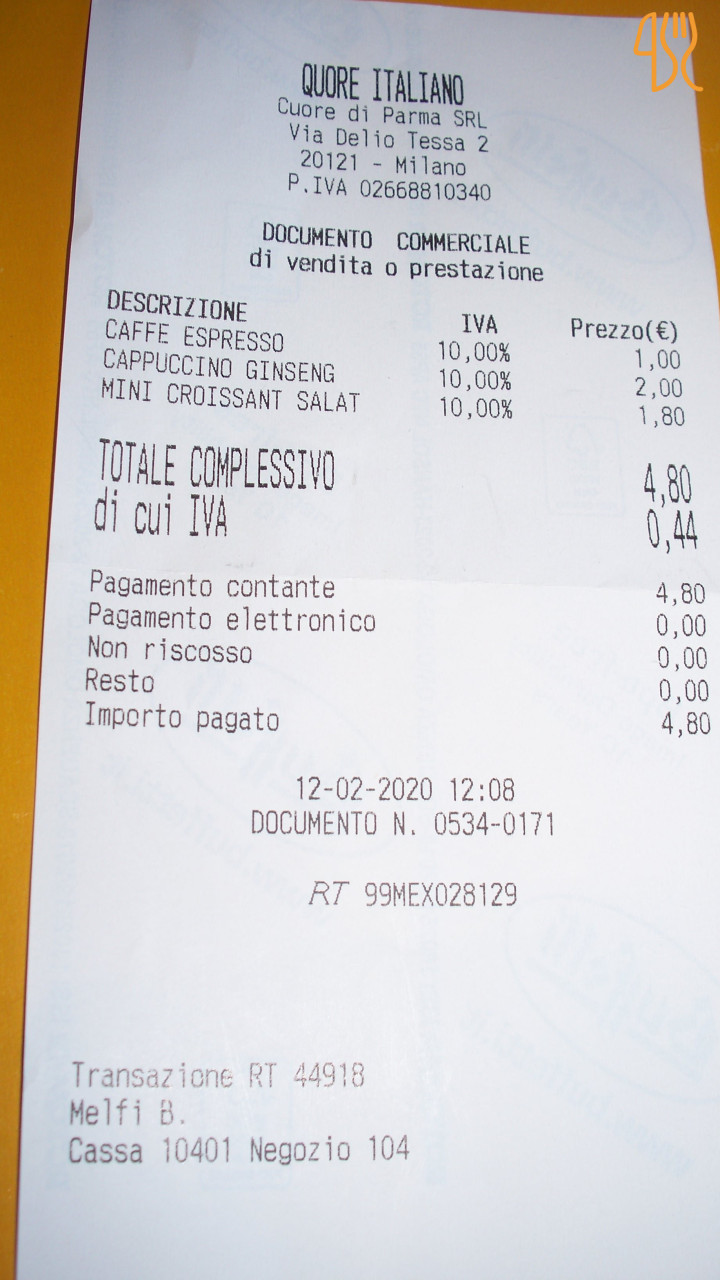 QUORE ITALIANO
Cuore di Parma SRL
Via Delio Tessa 2
20121 - Milano
P.IVA 02668810340
DOCUMENTO COMMERCIALE
di vendita o prestazione
DESCRIZIONE IVA Prezzo(€)
CAFFE ESPRESSO 10,00% 1,00
CAPPUCCINO GINSENG 10,00% 2,00
MINI CROISSANT SALAT 10,00% 1,80
TOTALE COMPLESSIVO 4,80
di cui IVA 0,44
Pagamento contante 4,80
Pagamento elettronico 0,00
Non riscosso 0,00
Resto 0,00
Importo pagato 4,80
12-02-2020 12:08
DOCUMENTO N. 0534-0171
RT 99MEX028129
Transazione RT 44918
Melfi B.
Cassa 10401 Negozio 104